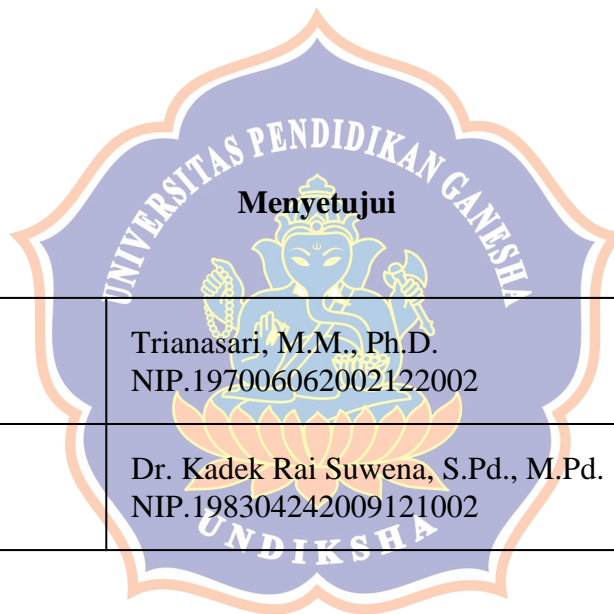 UNIVERSITAS PENDIDIKAN GANESHA
Menyetujui
Trianasari, M.M., Ph.D.
NIP.197006062002122002
Dr. Kadek Rai Suwena, S.Pd., M.Pd.
NIP.198304242009121002
UNDIKSHA